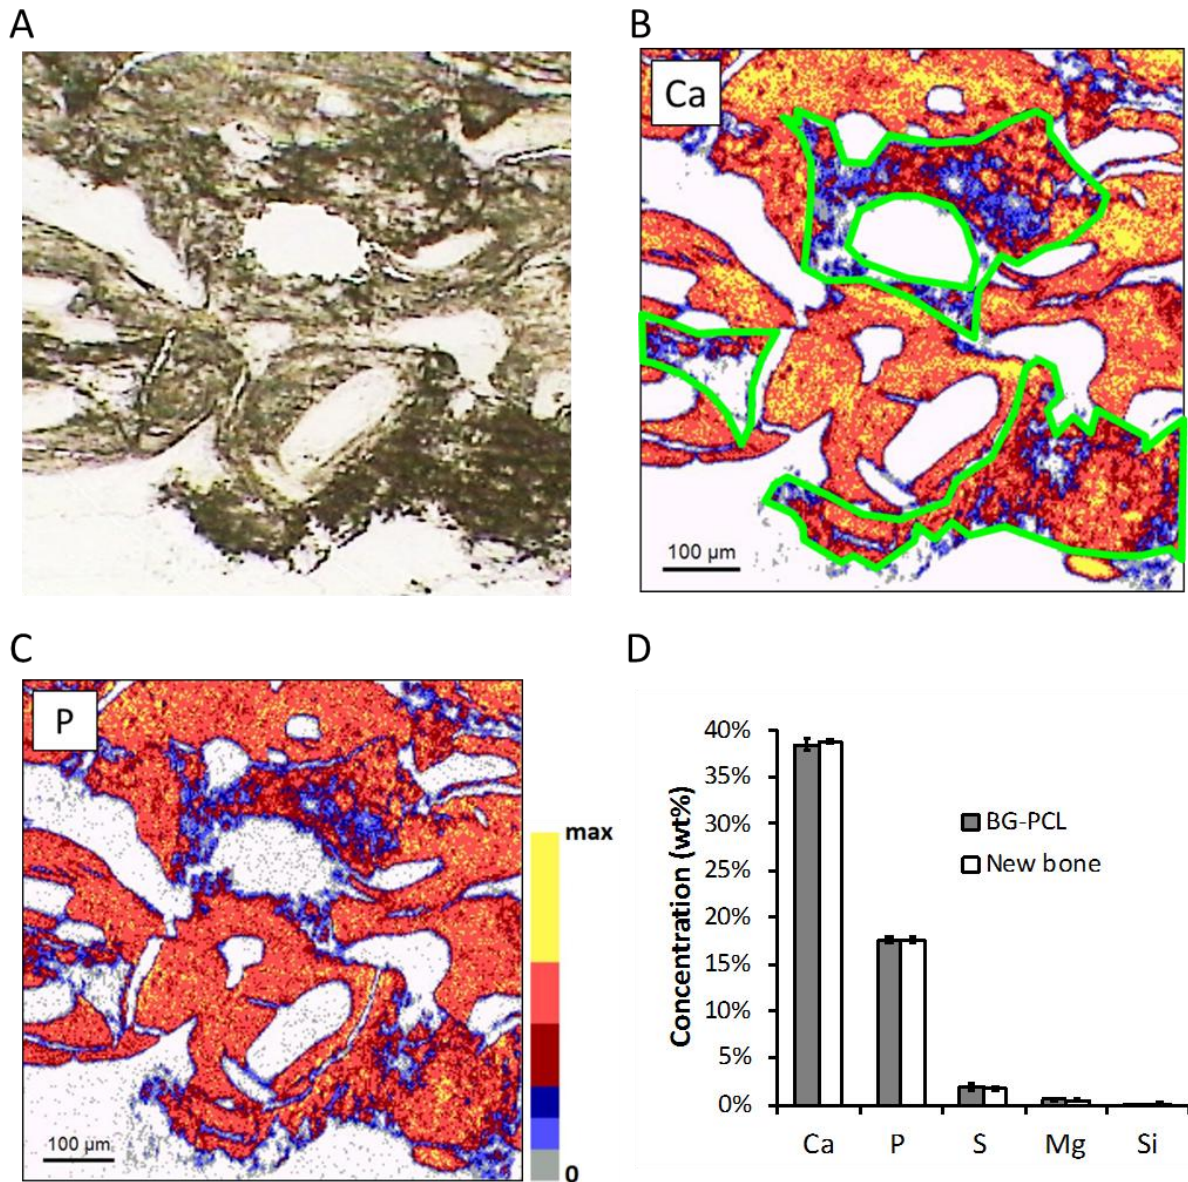 A
B
Ca
100 µm
C
P
max
0
100 µm
D
Concentration (wt%)
40%
35%
30%
25%
20%
15%
10%
5%
0%
BG-PCL
New bone
Ca
P
S
Mg
Si